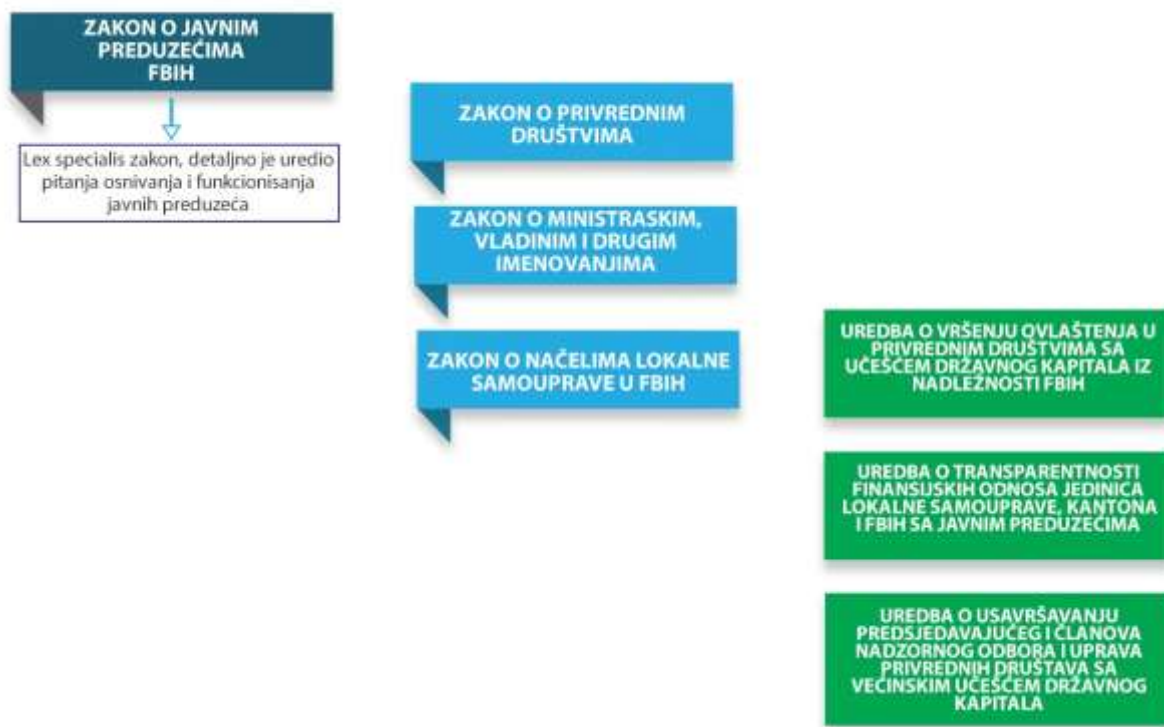 ZAKON O JAVNIM
PREDUZEĆIMA
FBIH
Lex specialis zakon, detaljno je uredio
pitanja osnivanja i funkcionisanja
javnih preduzeća
ZAKON O PRIVREDNIM
DRUŠTVIMA
ZAKON O MINISTRASKIM,
VLADINIM I DRUGIM
IMENOVANJIMA
ZAKON O NAČELIMA LOKALNE
SAMOUPRAVE U FBIH
UREDBA O VRŠENJU OVLAŠTENJA U
PRIVREDNIM DRUŠTVIMA SA
UČEŠĆEM DRŽAVNOG KAPITALA IZ
NADLEŽNOSTI FBIH
UREDBA O TRANSPARENTNOSTI
FINANSIJSKIH ODNOSA JEDINICA
LOKALNE SAMOUPRAVE, KANTONA
I FBIH SA JAVNIM PREDUZEĆIMA
UREDBA O USAVRŠAVANJU
PREDSJEDAVAJUĆEG I ČLANOVA
NADZORNOG ODBORA I UPRAVA
PRIVREDNIH DRUŠTAVA SA
VEĆINSKIM UČEŠĆEM DRŽAVNOG
KAPITALA